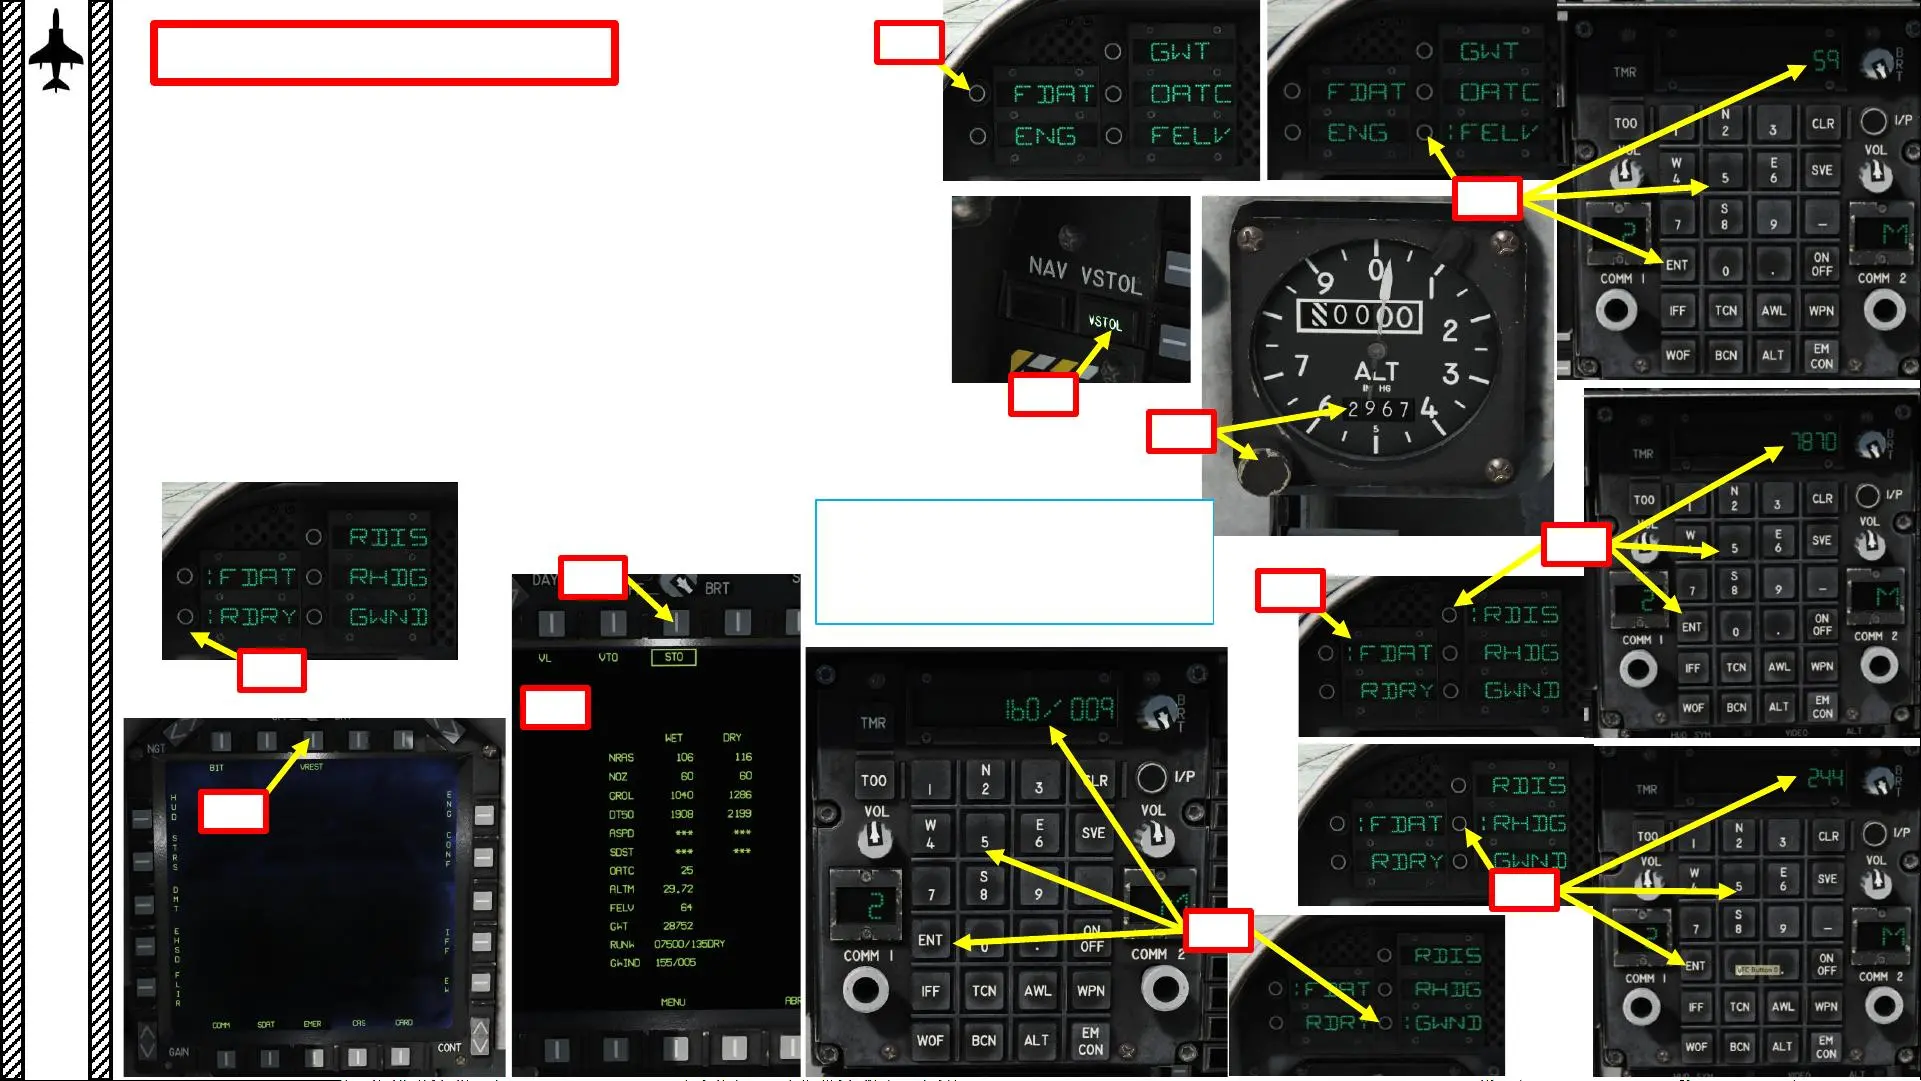 GWT
FDAT
OATC
ENG
FELV
GWT
FDAT
OATC
ENG
:FELV
59
TMR
BRT
TOO
1
N
2
3
CLR
I/P
VOL
W
4
5
E
6
SVE
VOL
7
S
8
9
–
2
M
ENT
0
.
ON
OFF
COMM 1
COMM 2
IFF
TCN
AWL
WPN
WOF
BCN
ALT
EM
CON
NAV VSTOL
VSTOL
0
1
2
3
4
5
6
7
9
0000
ALT
IN HG
2967
7870
TMR
BRT
TOO
1
N
2
3
CLR
I/P
VOL
W
5
E
6
SVE
VOL
7
S
8
9
–
2
M
ENT
0
.
ON
OFF
COMM 1
COMM 2
IFF
TCN
AWL
WPN
WOF
BCN
ALT
EM
CON
HUD SYM
VIDEO
ALT
:RDIS
:FDAT
RHDG
RDRY
GWND
RDIS
:FDAT
RHDG
:RDRY
GWND
DAY
BRT
VL
VTO
STO
WET DRY
NRAS 106 116
NOZ 60 60
GROL 1040 1286
DT50 1908 2199
ASPD *** ***
SDST *** ***
OATC 25
ALTM 29.72
FELV 64
GWT 28752
RUNW 07500/135DRY
GWIND 155/005
MENU
ABR
NGT
BIT
VREST
HUD
STRS
DMT
EHSD
FLIR
ENG
CONF
IFF
EW
COMM
SDAT
EMER
CAS
CARD
GAIN
CONT
160/009
TMR
BRT
TOO
1
N
2
3
CLR
I/P
VOL
W
4
5
E
6
SVE
VOL
7
S
8
9
2
M
ENT
0
.
ON
OFF
COMM 1
COMM 2
IFF
TCN
AWL
WPN
WOF
BCN
ALT
EM
CON
RDIS
:FDAT
:RHDG
RDRY
GWND
244
TMR
BRT
TOO
1
N
2
3
CLR
I/P
VOL
W
4
5
E
6
SVE
VOL
7
S
8
9
–
2
M
ENT
UFC Button 0
.
ON
OFF
COMM 1
COMM 2
IFF
TCN
AWL
WPN
WOF
BCN
ALT
EM
CON
RDIS
:FDAT
RHDG
RDRY
:GWND